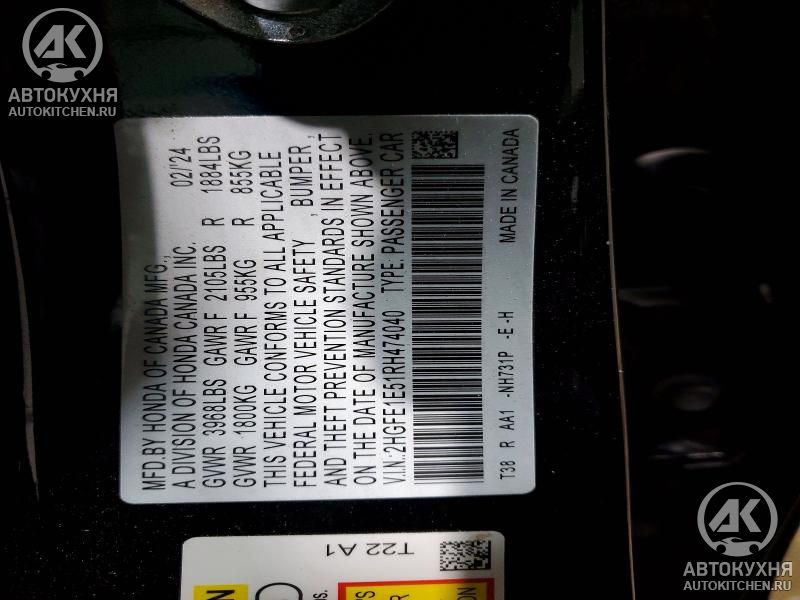 AK
АВТОКУХНЯ
AUTOKITCHEN.RU
MFD.BY HONDA OF CANADA MFG., 02/'24
A DIVISION OF HONDA CANADA INC.
GVWR 3968LBS GAWR F 2105LBS R 1884LBS
GVWR 1800KG GAWR F 955KG R 855KG
THIS VEHICLE CONFORMS TO ALL APPLICABLE
FEDERAL MOTOR VEHICLE SAFETY , BUMPER ,
AND THEFT PREVENTION STANDARDS IN EFFECT
ON THE DATE OF MANUFACTURE SHOWN ABOVE.
V.I.N.:2HGFE1E51RH474040 TYPE: PASSENGER CAR
T38 R AA1 -NH731P -E -H MADE IN CANADA
T22 A1
AK
АВТОКУХНЯ
AUTOKITCHEN.RU